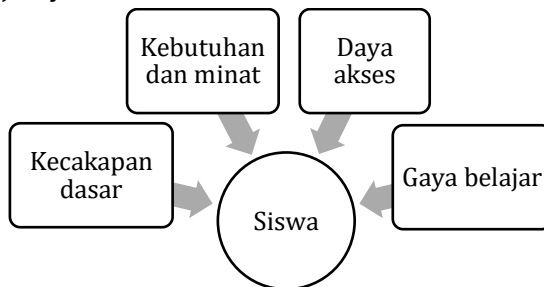 Kebutuhan
dan minat
Daya
akses
Kecakapan
dasar
Gaya belajar
Siswa